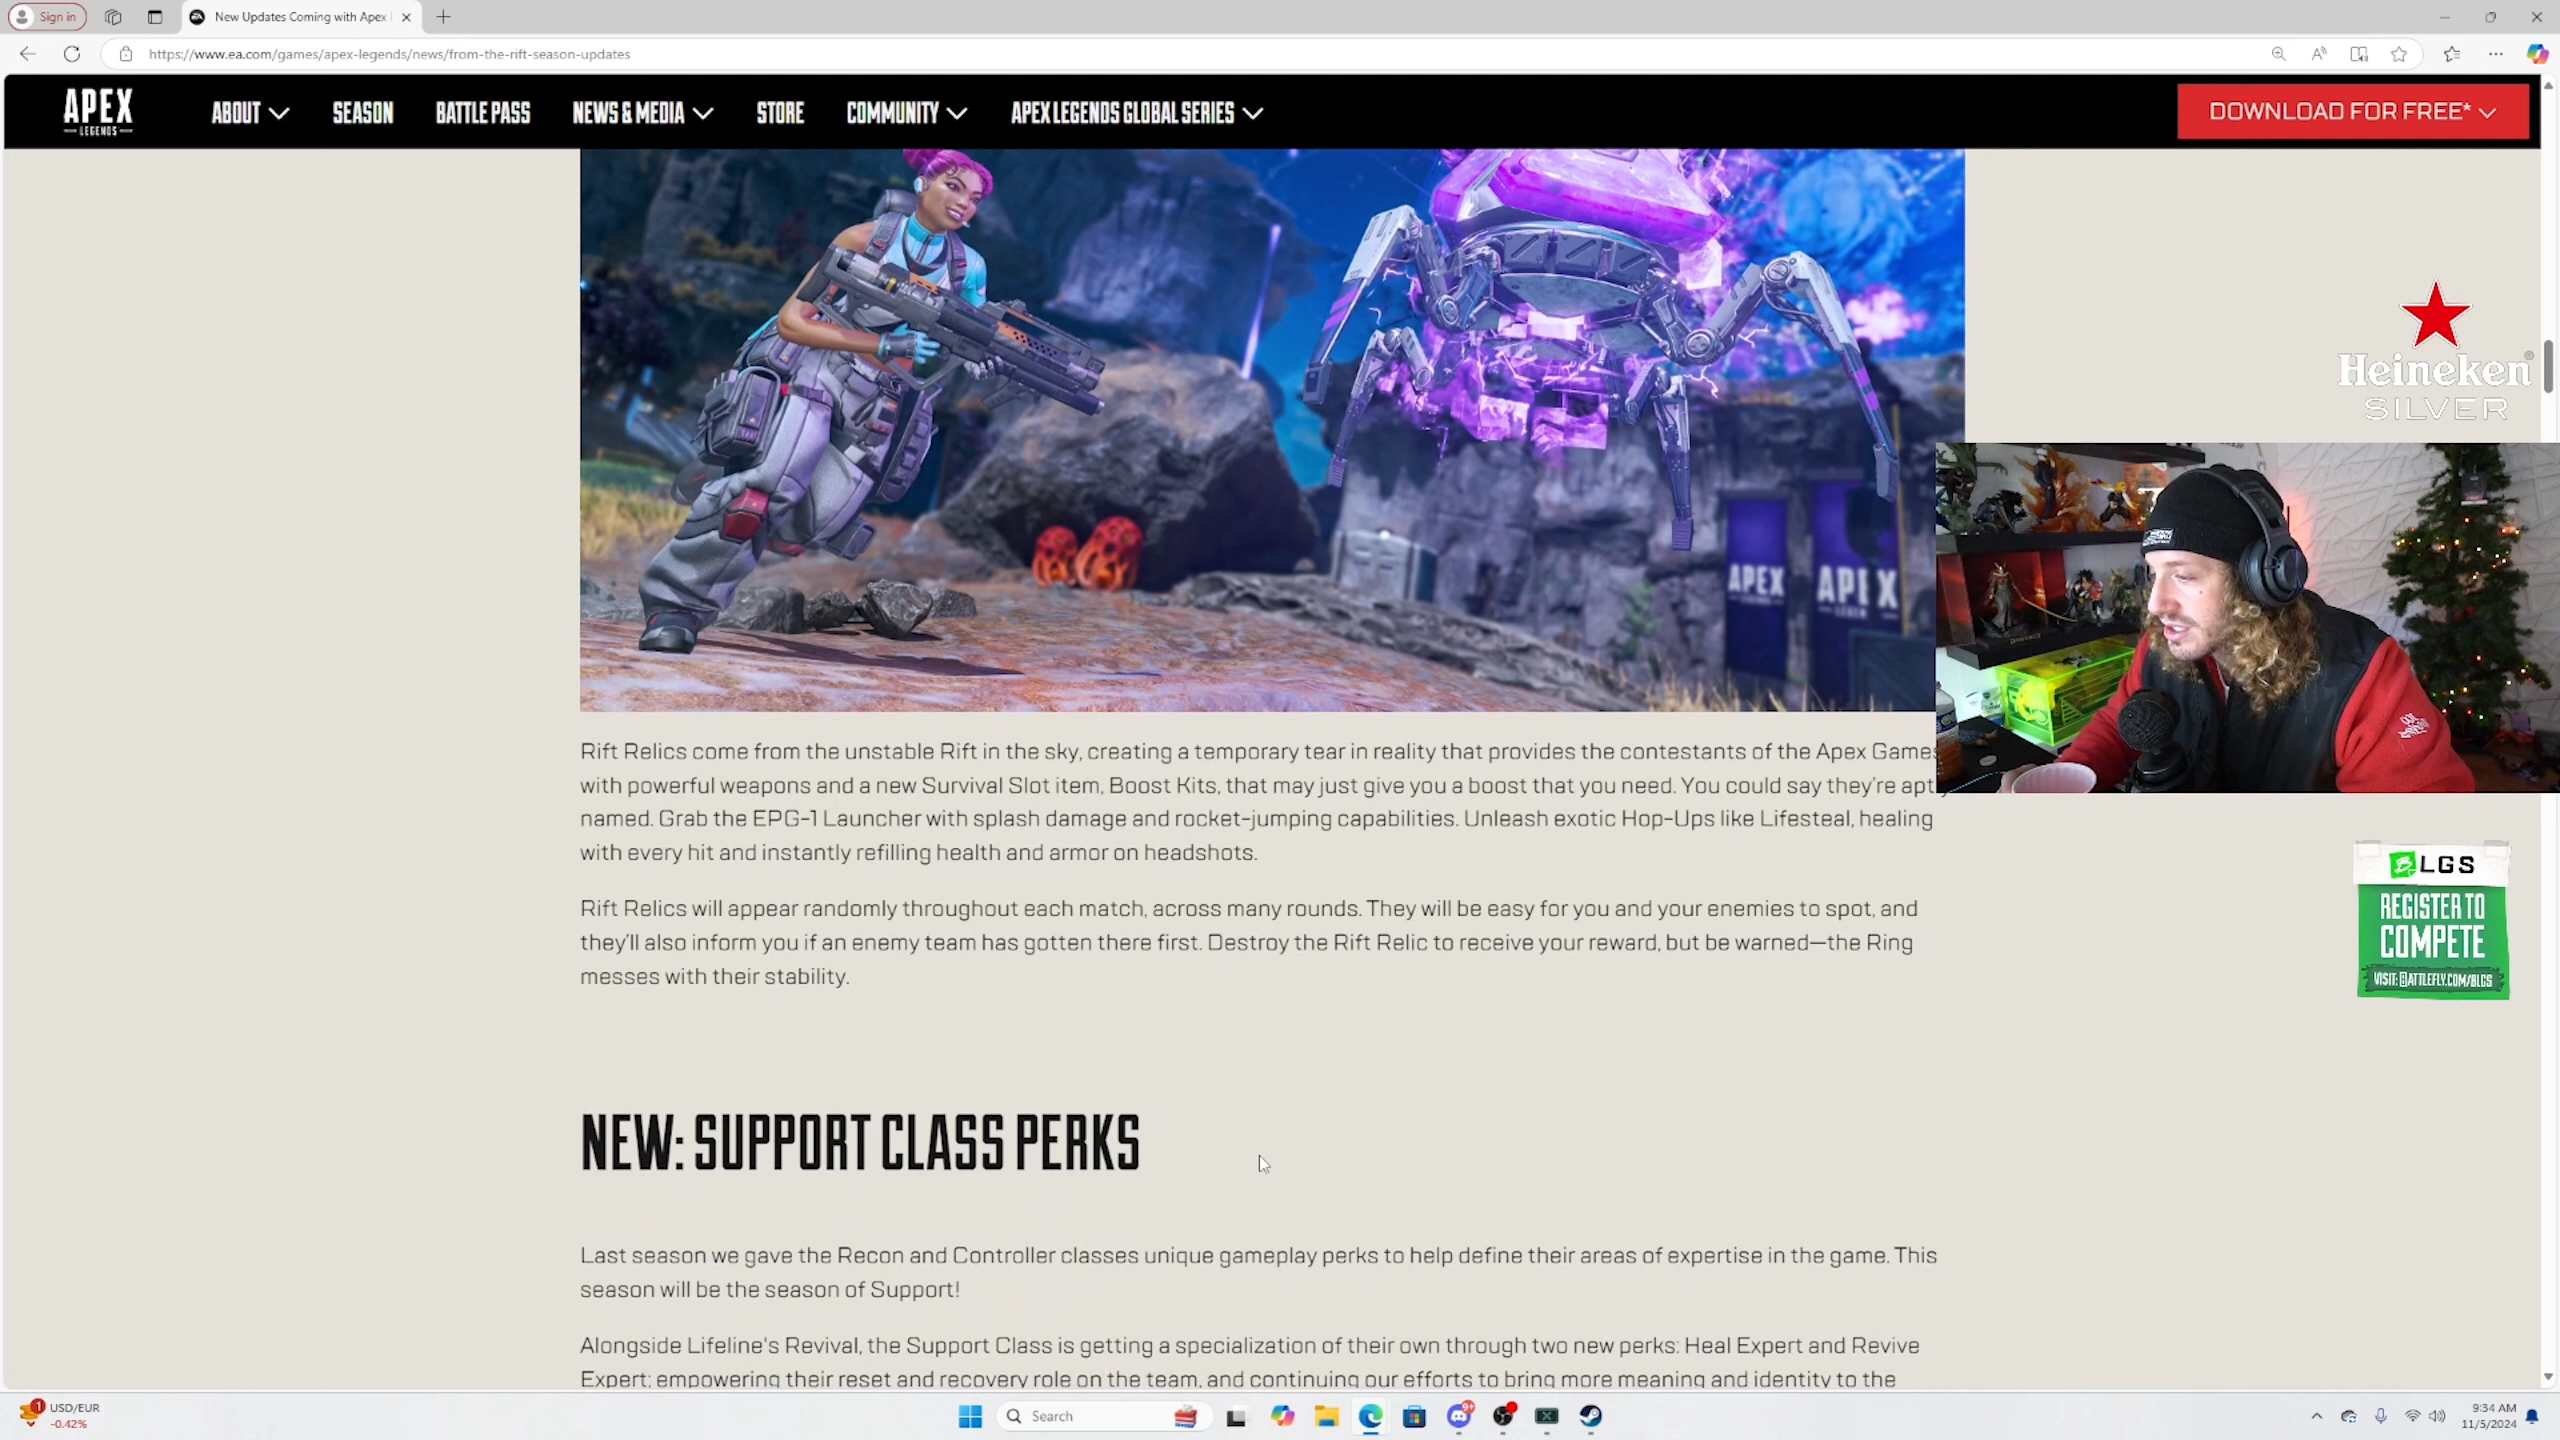 Sign in
New Updates Coming with Apex
https://www.ea.com/games/apex-legends/news/from-the-rift-season-updates
APEX
LEGENDS
ABOUT
SEASON
BATTLE PASS
NEWS & MEDIA
STORE
COMMUNITY
APEX LEGENDS GLOBAL SERIES
DOWNLOAD FOR FREE*
Heineken®
SILVER
APEX
APEX
Rift Relics come from the unstable Rift in the sky, creating a temporary tear in reality that provides the contestants of the Apex Games
with powerful weapons and a new Survival Slot item, Boost Kits, that may just give you a boost that you need. You could say they're apt
named. Grab the EPG-1 Launcher with splash damage and rocket-jumping capabilities. Unleash exotic Hop-Ups like Lifesteal, healing
with every hit and instantly refilling health and armor on headshots.
Rift Relics will appear randomly throughout each match, across many rounds. They will be easy for you and your enemies to spot, and
they'll also inform you if an enemy team has gotten there first. Destroy the Rift Relic to receive your reward, but be warned—the Ring
messes with their stability.
BLGS
REGISTER TO
COMPETE
VISIT: BATTLEFLY.COM/BLGS
NEW: SUPPORT CLASS PERKS
Last season we gave the Recon and Controller classes unique gameplay perks to help define their areas of expertise in the game. This
season will be the season of Support!
Alongside Lifeline's Revival, the Support Class is getting a specialization of their own through two new perks: Heal Expert and Revive
Expert; empowering their reset and recovery role on the team, and continuing our efforts to bring more meaning and identity to the
1
USD/EUR
-0.42%
Search
9+
9:34 AM
11/5/2024